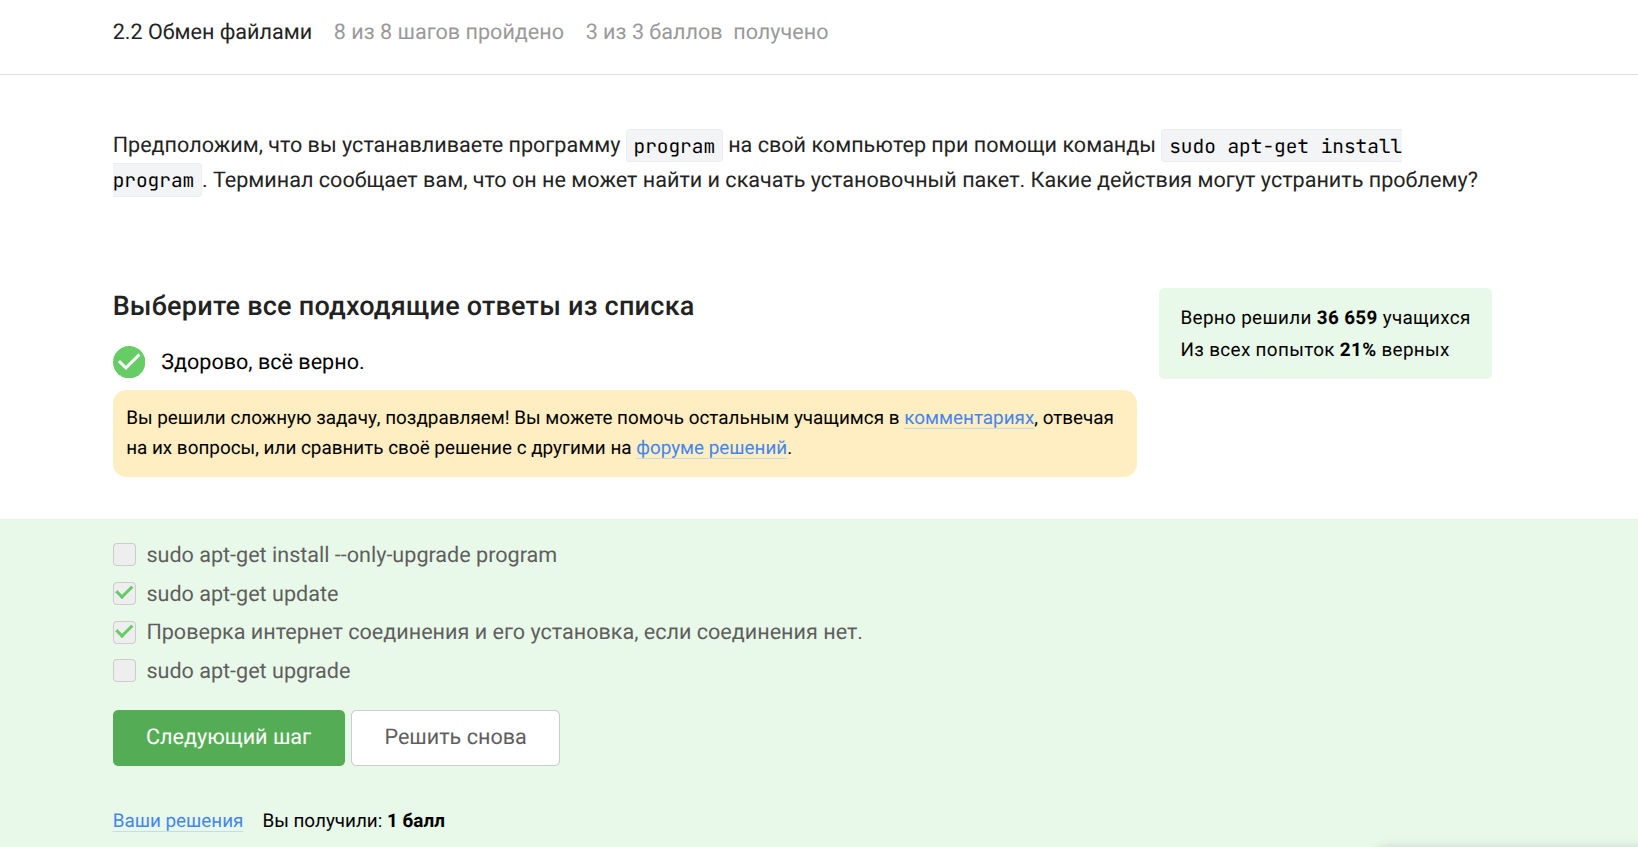 2.2 Обмен файлами 8 из 8 шагов пройдено 3 из 3 баллов получено
Предположим, что вы устанавливаете программу program на свой компьютер при помощи команды sudo apt-get install
program . Терминал сообщает вам, что он не может найти и скачать установочный пакет. Какие действия могут устранить проблему?
Выберите все подходящие ответы из списка
Верно решили 36 659 учащихся
Из всех попыток 21% верных
Здорово, всё верно.
Вы решили сложную задачу, поздравляем! Вы можете помочь остальным учащимся в комментариях, отвечая
на их вопросы, или сравнить своё решение с другими на форуме решений.
sudo apt-get install --only-upgrade program
sudo apt-get update
Проверка интернет соединения и его установка, если соединения нет.
sudo apt-get upgrade
Следующий шаг Решить снова
Ваши решения Вы получили: 1 балл